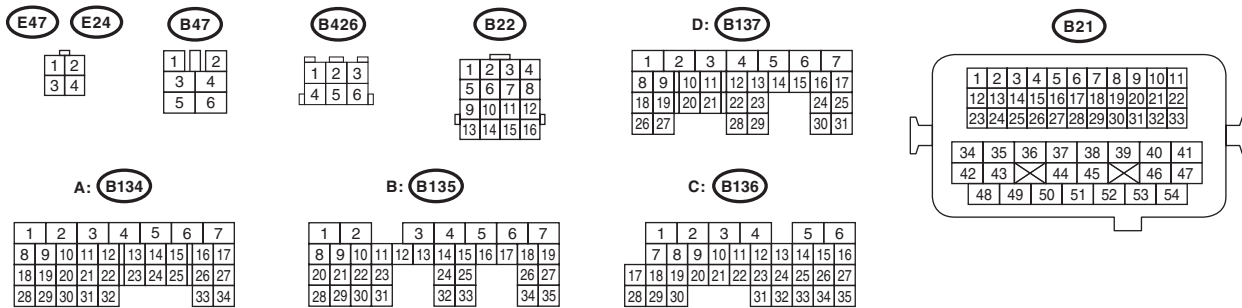 E47 E24
1 2
3 4
B47
1 2
3 4
5 6
B426
1 2 3
4 5 6
B22
1 2 3 4
5 6 7 8
9 10 11 12
13 14 15 16
D: B137
1 2 3 4 5 6 7
8 9 10 11 12 13 14 15 16 17
18 19 20 21 22 23 24 25
26 27 28 29 30 31
B21
1 2 3 4 5 6 7 8 9 10 11
12 13 14 15 16 17 18 19 20 21 22
23 24 25 26 27 28 29 30 31 32 33
34 35 36 37 38 39 40 41
42 43 44 45 46 47
48 49 50 51 52 53 54
A: B134
1 2 3 4 5 6 7
8 9 10 11 12 13 14 15 16 17
18 19 20 21 22 23 24 25 26 27
28 29 30 31 32 33 34
B: B135
1 2 3 4 5 6 7
8 9 10 11 12 13 14 15 16 17 18 19
20 21 22 23 24 25 26 27
28 29 30 31 32 33 34 35
C: B136
1 2 3 4 5 6
7 8 9 10 11 12 13 14 15 16
17 18 19 20 21 22 23 24 25 26 27
28 29 30 31 32 33 34 35